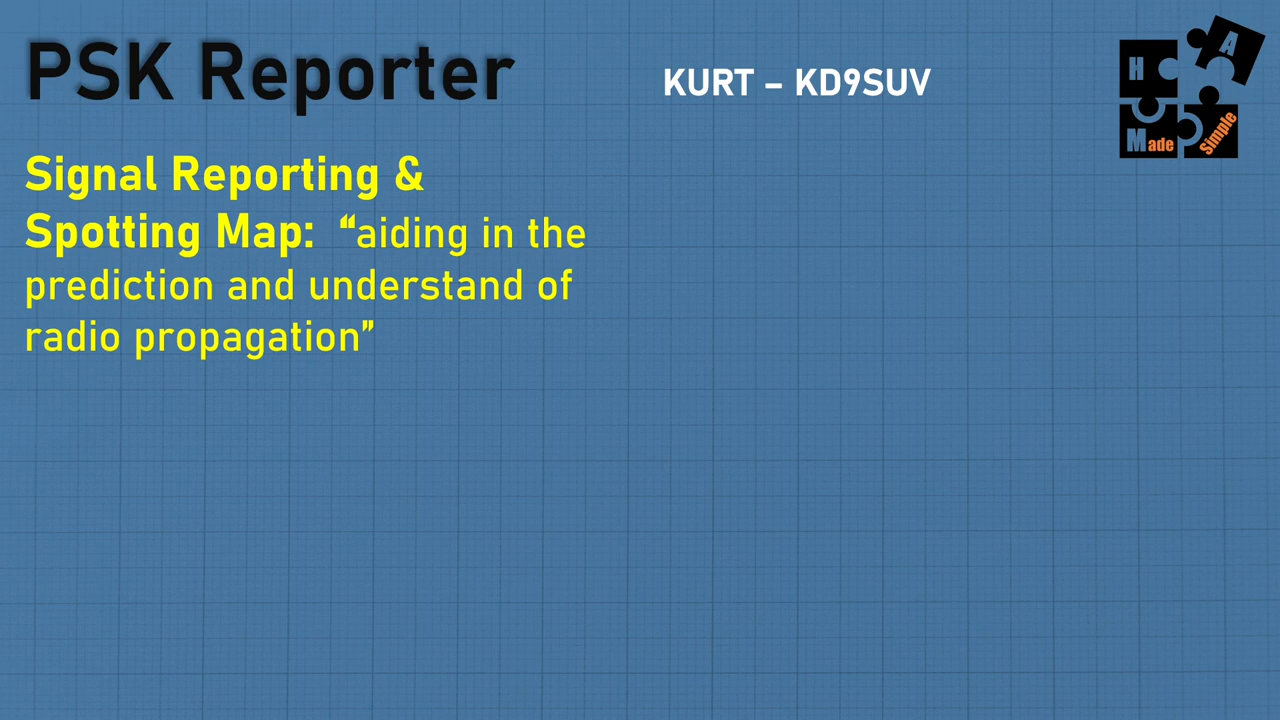 PSK Reporter
KURT – KD9SUV
H A
Made Simple
Signal Reporting &
Spotting Map: “aiding in the
prediction and understand of
radio propagation”